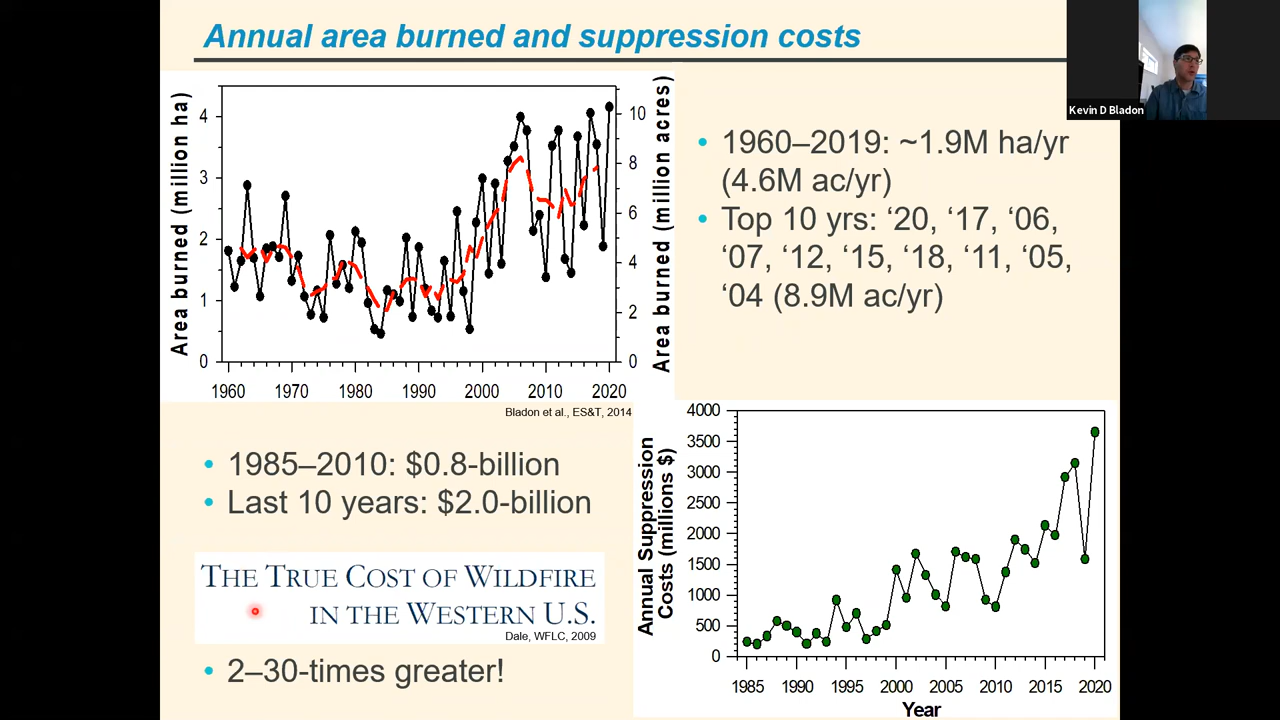 Annual area burned and suppression costs
Kevin D Bladon
Area burned (million ha)
4
3
2
1
0
Area burned (million acres)
10
8
6
4
2
0
1960 1970 1980 1990 2000 2010 2020
Bladon et al., ES&T, 2014
• 1960–2019: ~1.9M ha/yr
(4.6M ac/yr)
• Top 10 yrs: ‘20, ‘17, ‘06,
‘07, ‘12, ‘15, ‘18, ‘11, ‘05,
‘04 (8.9M ac/yr)
• 1985–2010: $0.8-billion
• Last 10 years: $2.0-billion
THE TRUE COST OF WILDFIRE
IN THE WESTERN U.S.
Dale, WFLC, 2009
• 2–30-times greater!
Annual Suppression
Costs (millions $)
4000
3500
3000
2500
2000
1500
1000
500
0
1985 1990 1995 2000 2005 2010 2015 2020
Year